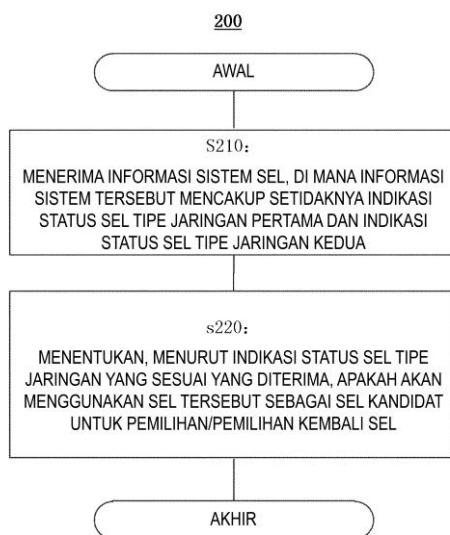 200
AWAL
S210:
MENERIMA INFORMASI SISTEM SEL, DI MANA INFORMASI
SISTEM TERSEBUT MENCAKUP SETIDAKNYA INDIKASI
STATUS SEL TIPE JARINGAN PERTAMA DAN INDIKASI
STATUS SEL TIPE JARINGAN KEDUA
s220:
MENENTUKAN, MENURUT INDIKASI STATUS SEL TIPE
JARINGAN YANG SESUAI YANG DITERIMA, APAKAH AKAN
MENGGUNAKAN SEL TERSEBUT SEBAGAI SEL KANDIDAT
UNTUK PEMILIHAN/PEMILIHAN KEMBALI SEL
AKHIR